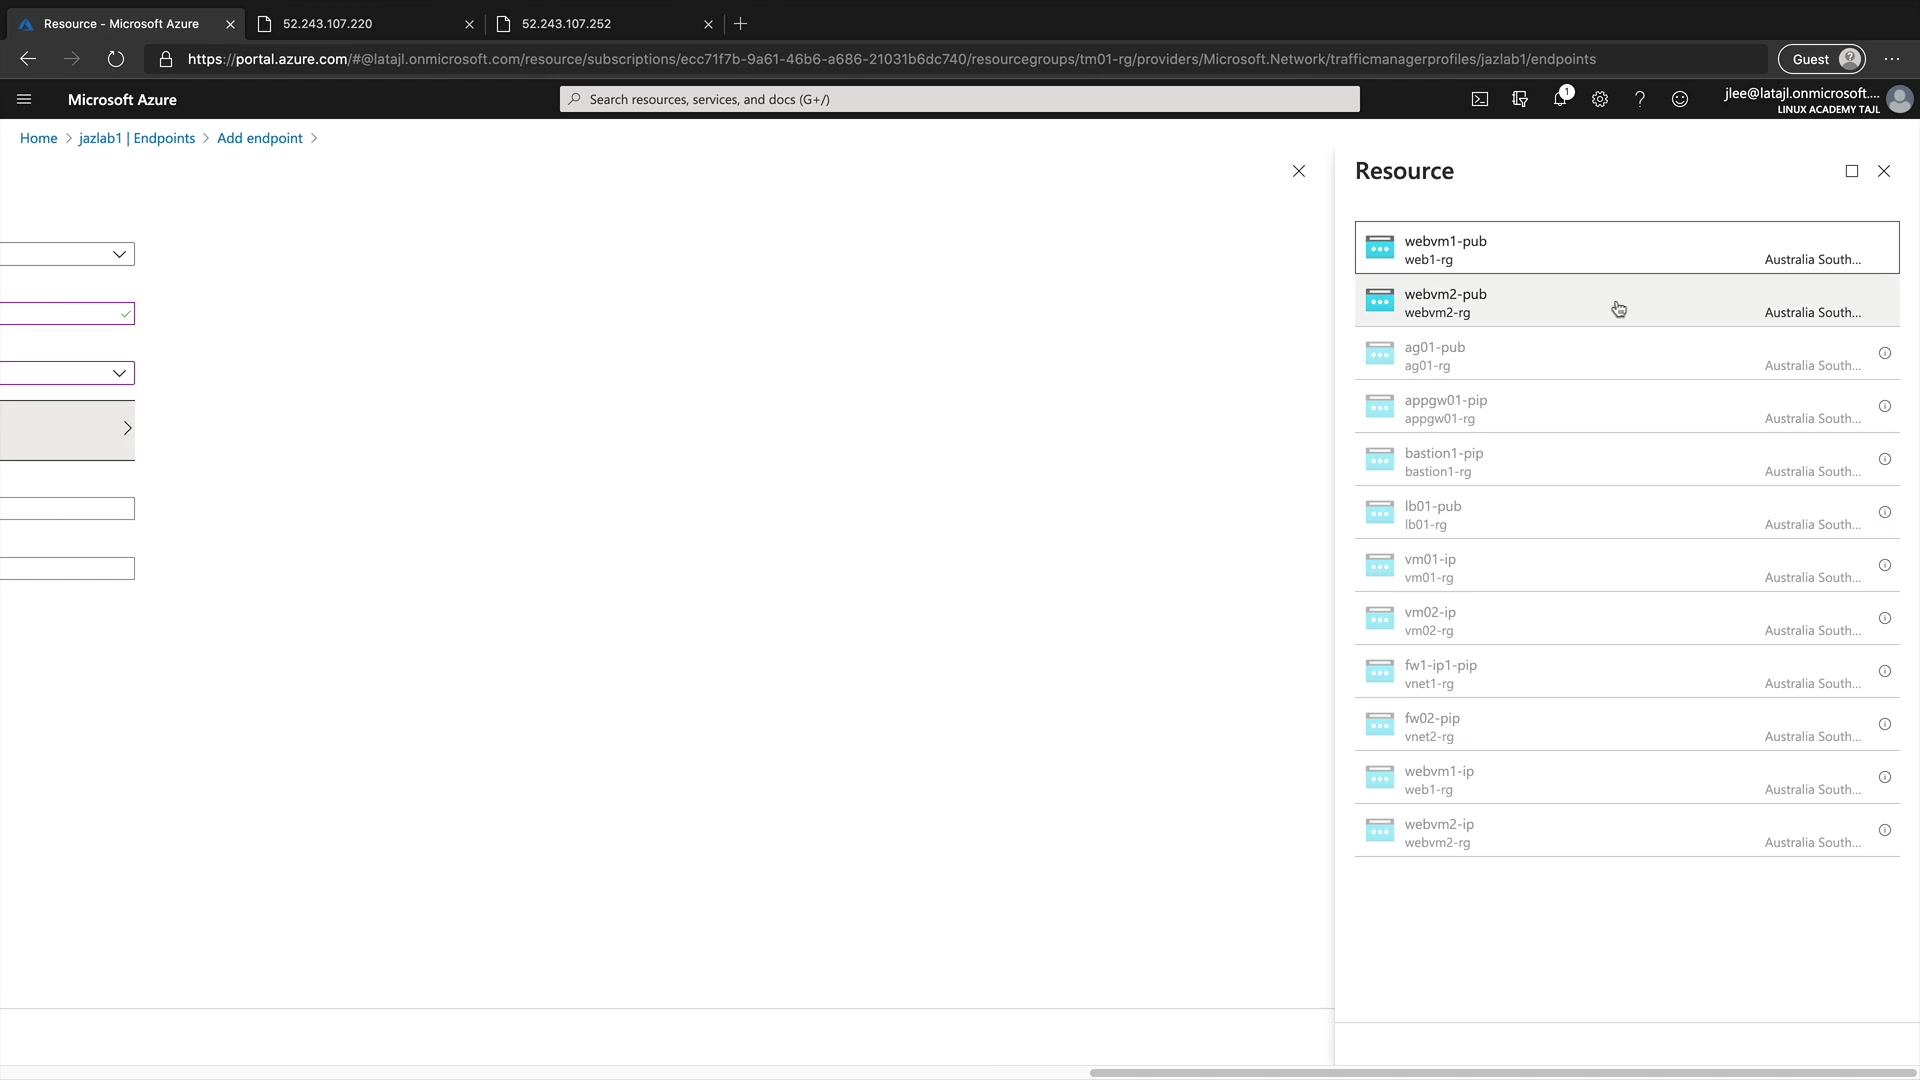 Resource - Microsoft Azure
52.243.107.220
52.243.107.252
https://portal.azure.com/#@latajl.onmicrosoft.com/resource/subscriptions/ecc71f7b-9a61-46b6-a686-21031b6dc740/resourcegroups/tm01-rg/providers/Microsoft.Network/trafficmanagerprofiles/jazlab1/endpoints
Guest
Microsoft Azure
Search resources, services, and docs (G+/)
1
jlee@latajl.onmicrosoft....
LINUX ACADEMY TAJL
Home > jazlab1 | Endpoints > Add endpoint >
Resource
webvm1-pub
web1-rg Australia South...
webvm2-pub
webvm2-rg Australia South...
ag01-pub
ag01-rg Australia South...
appgw01-pip
appgw01-rg Australia South...
bastion1-pip
bastion1-rg Australia South...
lb01-pub
lb01-rg Australia South...
vm01-ip
vm01-rg Australia South...
vm02-ip
vm02-rg Australia South...
fw1-ip1-pip
vnet1-rg Australia South...
fw02-pip
vnet2-rg Australia South...
webvm1-ip
web1-rg Australia South...
webvm2-ip
webvm2-rg Australia South...